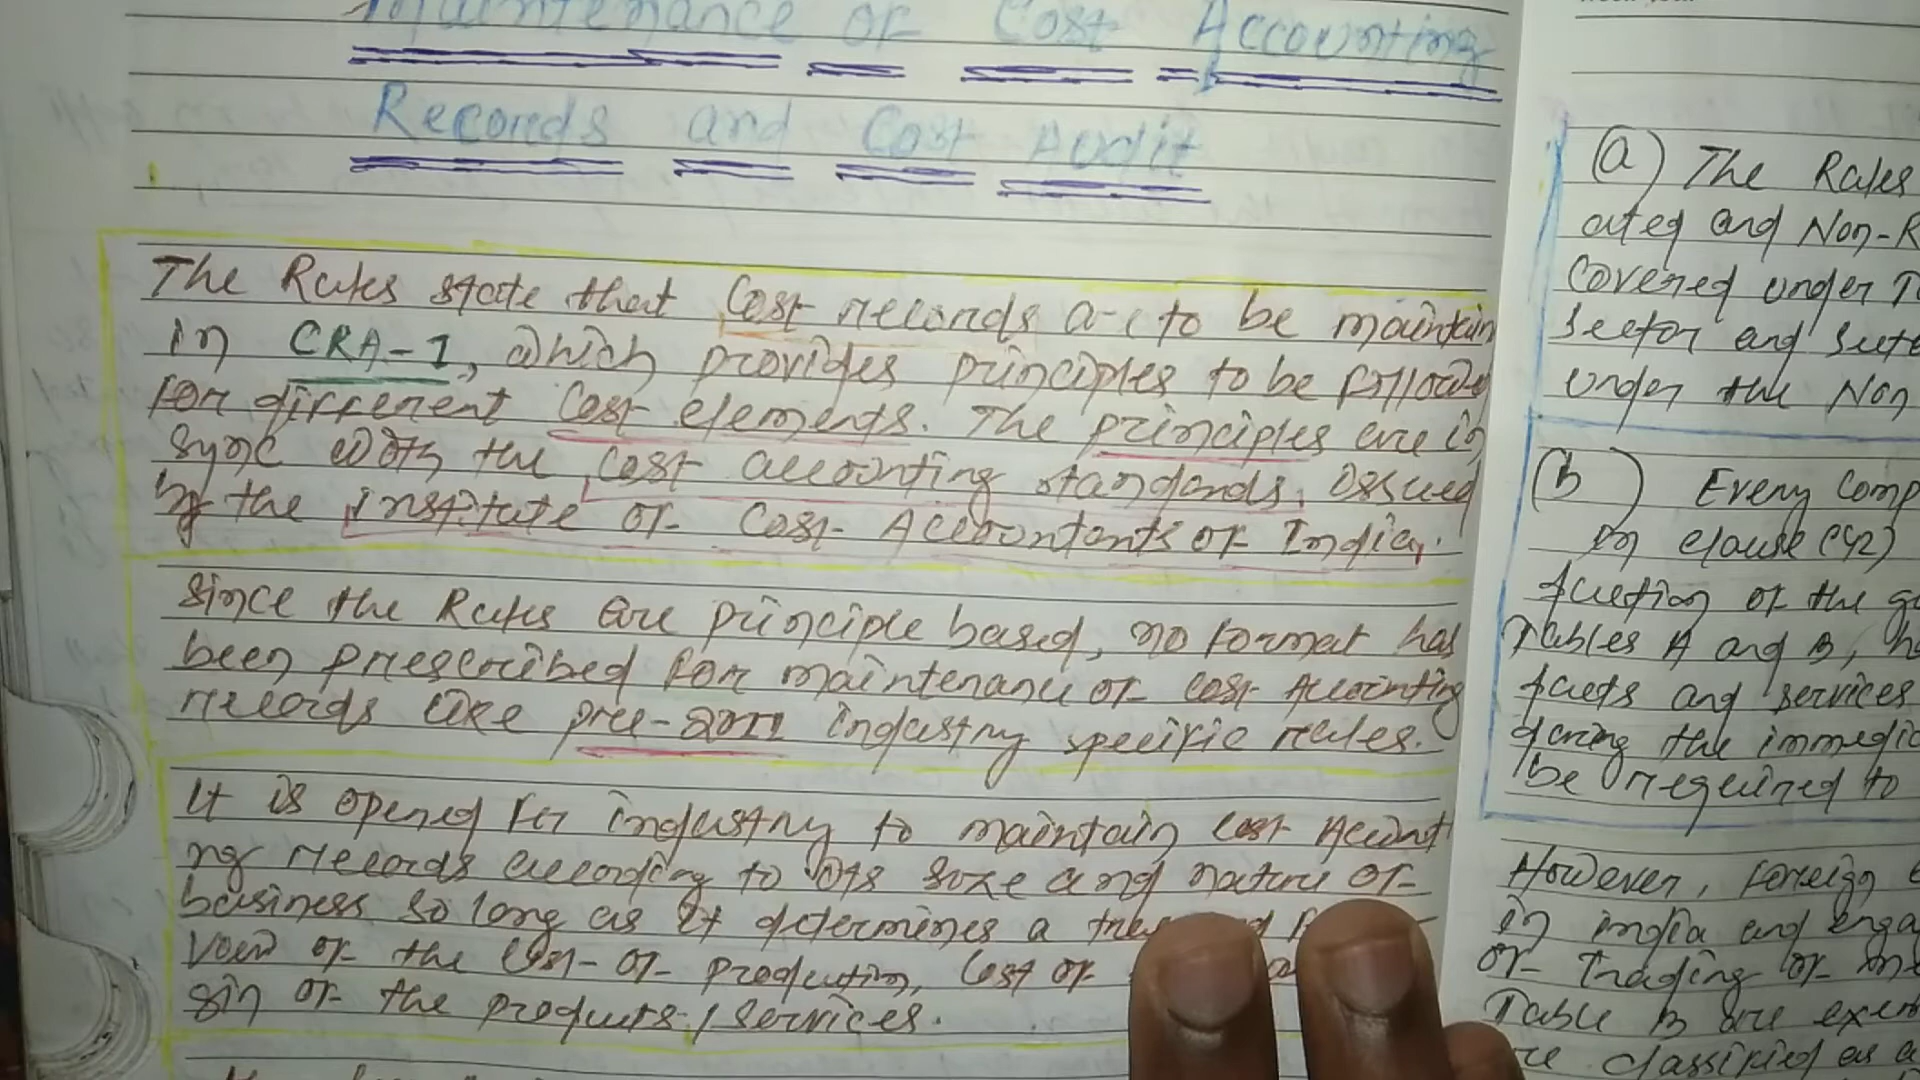 Maintenance of Cost Accounting
Records and Cost Audit
The Rules state that Cost records are to be maintain
in CRA-1, which provides principles to be followed
for different Cost elements. The principles are in
sync with the cost accounting standards, issued
by the institute of Cost Accountants of India.
Since the Rules are principle based, no format has
been prescribed for maintenance of cost Accounting
records like pre-2011 industry specific rules.
It is opened for industry to maintain cost Account
ng records according to its size and nature of
business so long as it determines a true
view of the Cost of production, Cost of
gin of the products / services.
(a) The Rules
ated and Non-R
Covered under
Sector and
under the Non
(b) Every Comp
in clause (42)
duction of the
Tables A and B,
ducts and services
during the immedia
be required to
However, foreign
in india and enga
of Trading or
Table B are exem
classified as